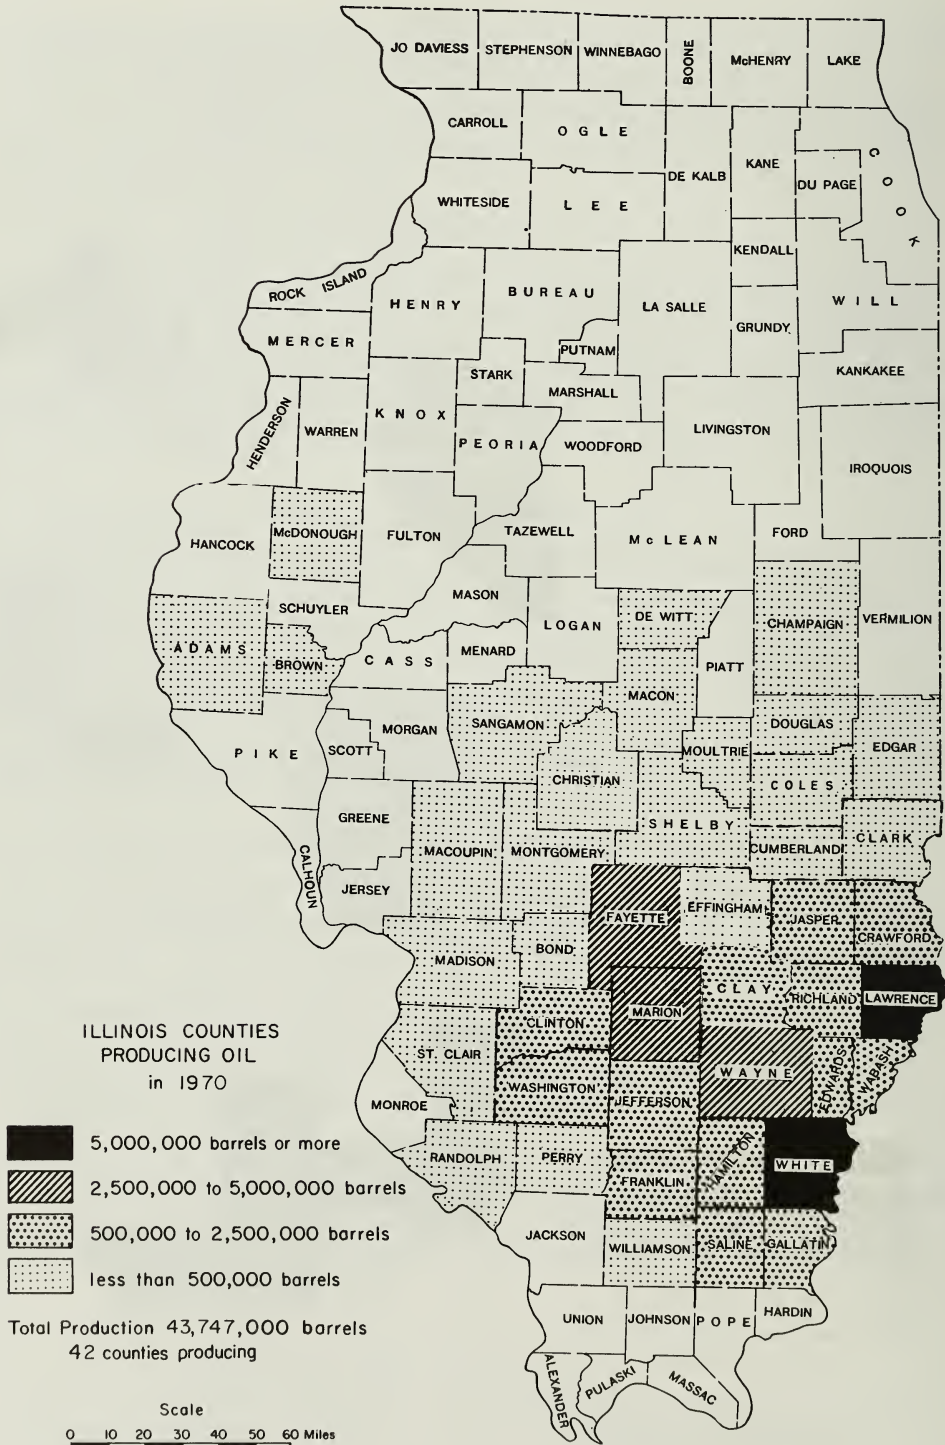 JO DAVIESS STEPHENSON WINNEBAGO BOONE McHENRY LAKE
CARROLL OGLE DE KALB KANE DU PAGE COOK
WHITESIDE LEE KENDALL
ROCK ISLAND HENRY BUREAU LA SALLE GRUNDY WILL
MERCER PUTNAM KANKAKEE
STARK MARSHALL
HENDERSON WARREN KNOX PEORIA WOODFORD LIVINGSTON IROQUOIS
HANCOCK McDONOUGH FULTON TAZEWELL McLEAN FORD
SCHUYLER MASON LOGAN DE WITT CHAMPAIGN VERMILION
ADAMS BROWN CASS MENARD PIATT
MACON
PIKE SCOTT MORGAN SANGAMON MOULTRIE DOUGLAS EDGAR
CHRISTIAN COLES
GREENE SHELBY
CALHOUN JERSEY MACOUPIN MONTGOMERY CUMBERLAND CLARK
FAYETTE EFFINGHAM JASPER CRAWFORD
MADISON BOND
CLAY RICHLAND LAWRENCE
CLINTON MARION
ST. CLAIR WAYNE EDWARDS WABASH
WASHINGTON JEFFERSON
MONROE
RANDOLPH PERRY FRANKLIN HAMILTON WHITE
JACKSON WILLIAMSON SALINE GALLATIN
UNION JOHNSON POPE HARDIN
ALEXANDER PULASKI MASSAC
ILLINOIS COUNTIES
PRODUCING OIL
in 1970
5,000,000 barrels or more
2,500,000 to 5,000,000 barrels
500,000 to 2,500,000 barrels
less than 500,000 barrels
Total Production 43,747,000 barrels
42 counties producing
Scale
0 10 20 30 40 50 60 Miles